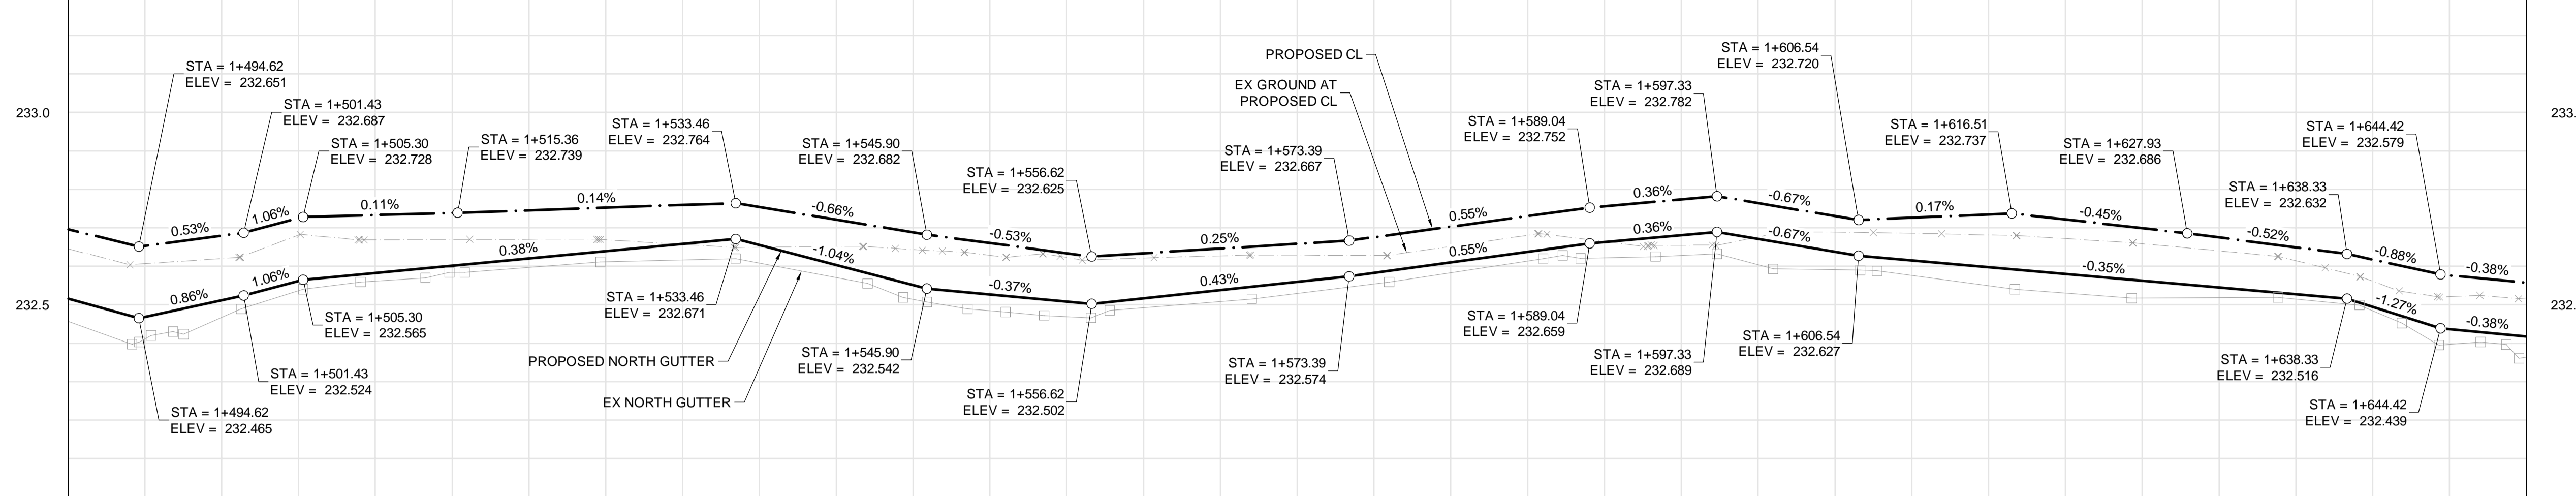 PROPOSED CL
EX GROUND AT
PROPOSED CL
STA = 1+494.62
ELEV = 232.651
STA = 1+501.43
ELEV = 232.687
STA = 1+505.30
ELEV = 232.728
STA = 1+515.36
ELEV = 232.739
STA = 1+533.46
ELEV = 232.764
STA = 1+545.90
ELEV = 232.682
STA = 1+556.62
ELEV = 232.625
STA = 1+573.39
ELEV = 232.667
STA = 1+589.04
ELEV = 232.752
STA = 1+597.33
ELEV = 232.782
STA = 1+606.54
ELEV = 232.720
STA = 1+616.51
ELEV = 232.737
STA = 1+627.93
ELEV = 232.686
STA = 1+638.33
ELEV = 232.632
STA = 1+644.42
ELEV = 232.579
233.0
233.
0.53%
1.06%
0.11%
0.14%
-0.66%
-0.53%
0.25%
0.55%
0.36%
-0.67%
0.17%
-0.45%
-0.52%
-0.88%
-0.38%
0.86%
1.06%
0.38%
-1.04%
-0.37%
0.43%
0.55%
0.36%
-0.67%
-0.35%
-1.27%
-0.38%
232.5
232.
STA = 1+494.62
ELEV = 232.465
STA = 1+501.43
ELEV = 232.524
STA = 1+505.30
ELEV = 232.565
STA = 1+533.46
ELEV = 232.671
PROPOSED NORTH GUTTER
EX NORTH GUTTER
STA = 1+545.90
ELEV = 232.542
STA = 1+556.62
ELEV = 232.502
STA = 1+573.39
ELEV = 232.574
STA = 1+589.04
ELEV = 232.659
STA = 1+597.33
ELEV = 232.689
STA = 1+606.54
ELEV = 232.627
STA = 1+638.33
ELEV = 232.516
STA = 1+644.42
ELEV = 232.439